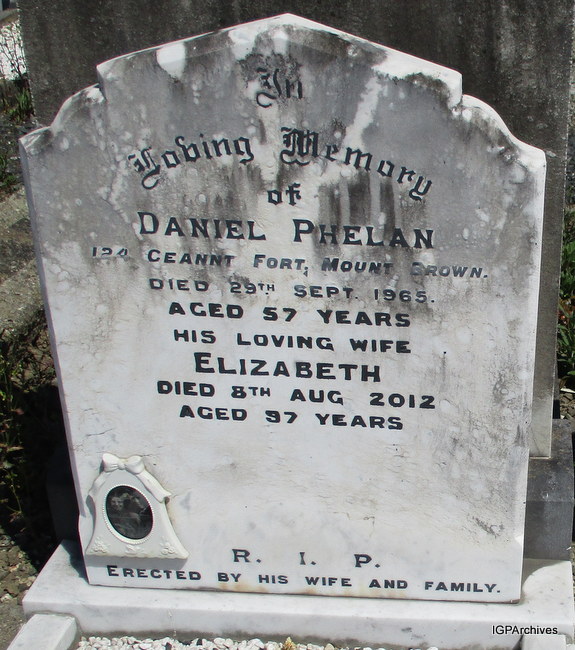 In
Loving Memory
of
DANIEL PHELAN
124 CEANNT FORT, MOUNT BROWN.
DIED 29TH SEPT. 1965.
AGED 57 YEARS
HIS LOVING WIFE
ELIZABETH
DIED 8TH AUG 2012
AGED 97 YEARS
R. I. P.
ERECTED BY HIS WIFE AND FAMILY.
IGPArchives